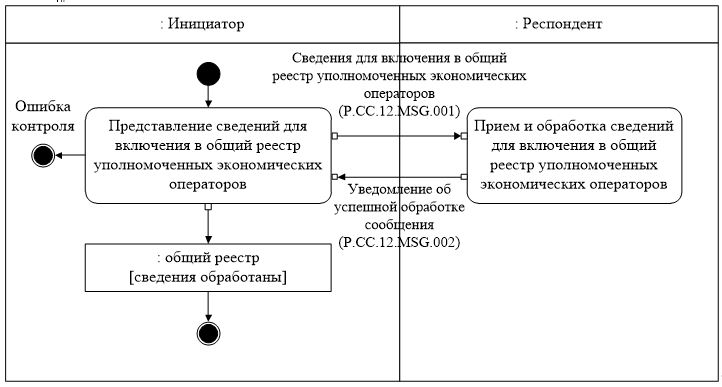 : Инициатор
: Респондент
Сведения для включения в общий
реестр уполномоченных экономических
операторов
(P.CC.12.MSG.001)
Ошибка
контроля
Представление сведений для
включения в общий реестр
уполномоченных экономических
операторов
Прием и обработка сведений
для включения в общий
реестр уполномоченных
экономических операторов
Уведомление об
успешной обработке
сообщения
(P.CC.12.MSG.002)
: общий реестр
[сведения обработаны]